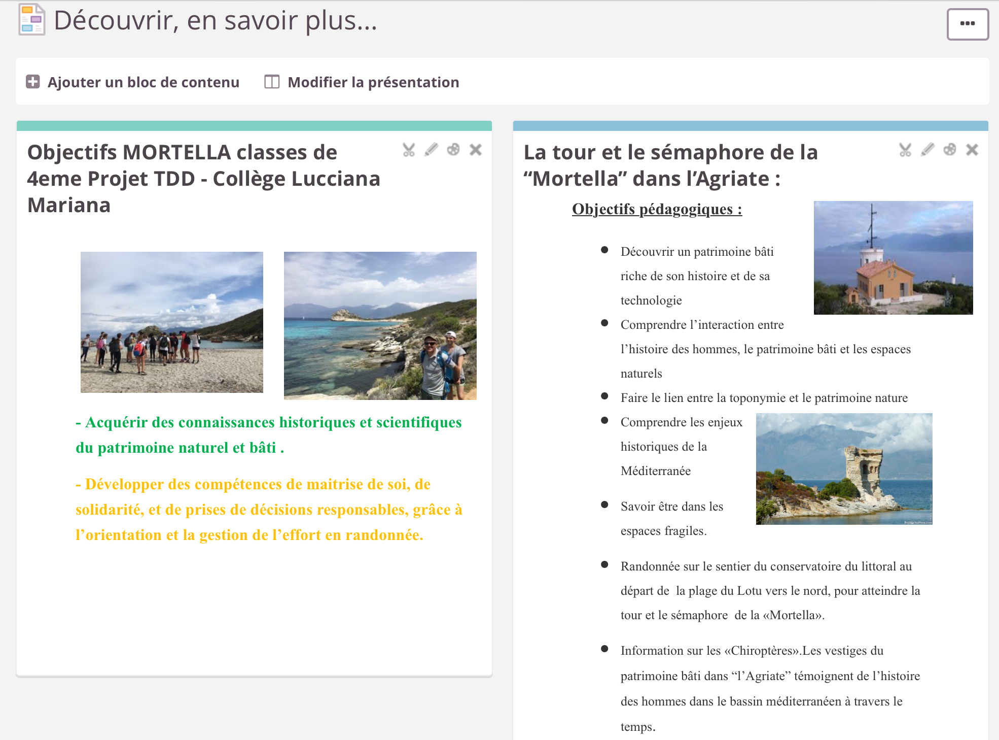 Découvrir, en savoir plus...
Ajouter un bloc de contenu
Modifier la présentation
Objectifs MORTELLA classes de
4eme Projet TDD - Collège Lucciana
Mariana
- Acquérir des connaissances historiques et scientifiques
du patrimoine naturel et bâti .
- Développer des compétences de maitrise de soi, de
solidarité, et de prises de décisions responsables, grâce à
l’orientation et la gestion de l’effort en randonnée.
La tour et le sémaphore de la
“Mortella” dans l’Agriate :
Objectifs pédagogiques :
• Découvrir un patrimoine bâti
riche de son histoire et de sa
technologie
• Comprendre l’interaction entre
l’histoire des hommes, le patrimoine bâti et les espaces
naturels
• Faire le lien entre la toponymie et le patrimoine nature
• Comprendre les enjeux
historiques de la
Méditerranée
• Savoir être dans les
espaces fragiles.
• Randonnée sur le sentier du conservatoire du littoral au
départ de  la plage du Lotu vers le nord, pour atteindre la
tour et le sémaphore  de la «Mortella».
• Information sur les «Chiroptères».Les vestiges du
patrimoine bâti dans “l’Agriate” témoignent de l’histoire
des hommes dans le bassin méditerranéen à travers le
temps.